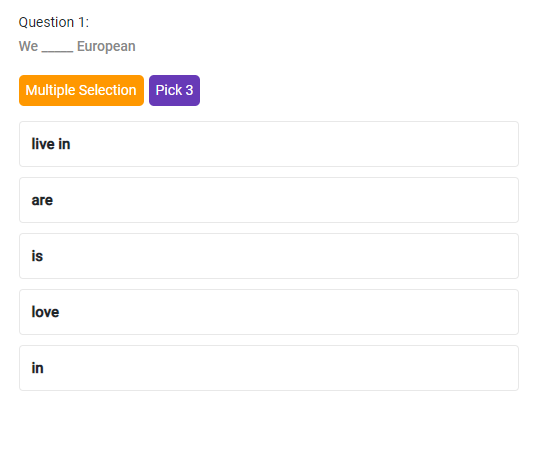 Question 1:
We _____ European
Multiple Selection Pick 3
live in
are
is
love
in